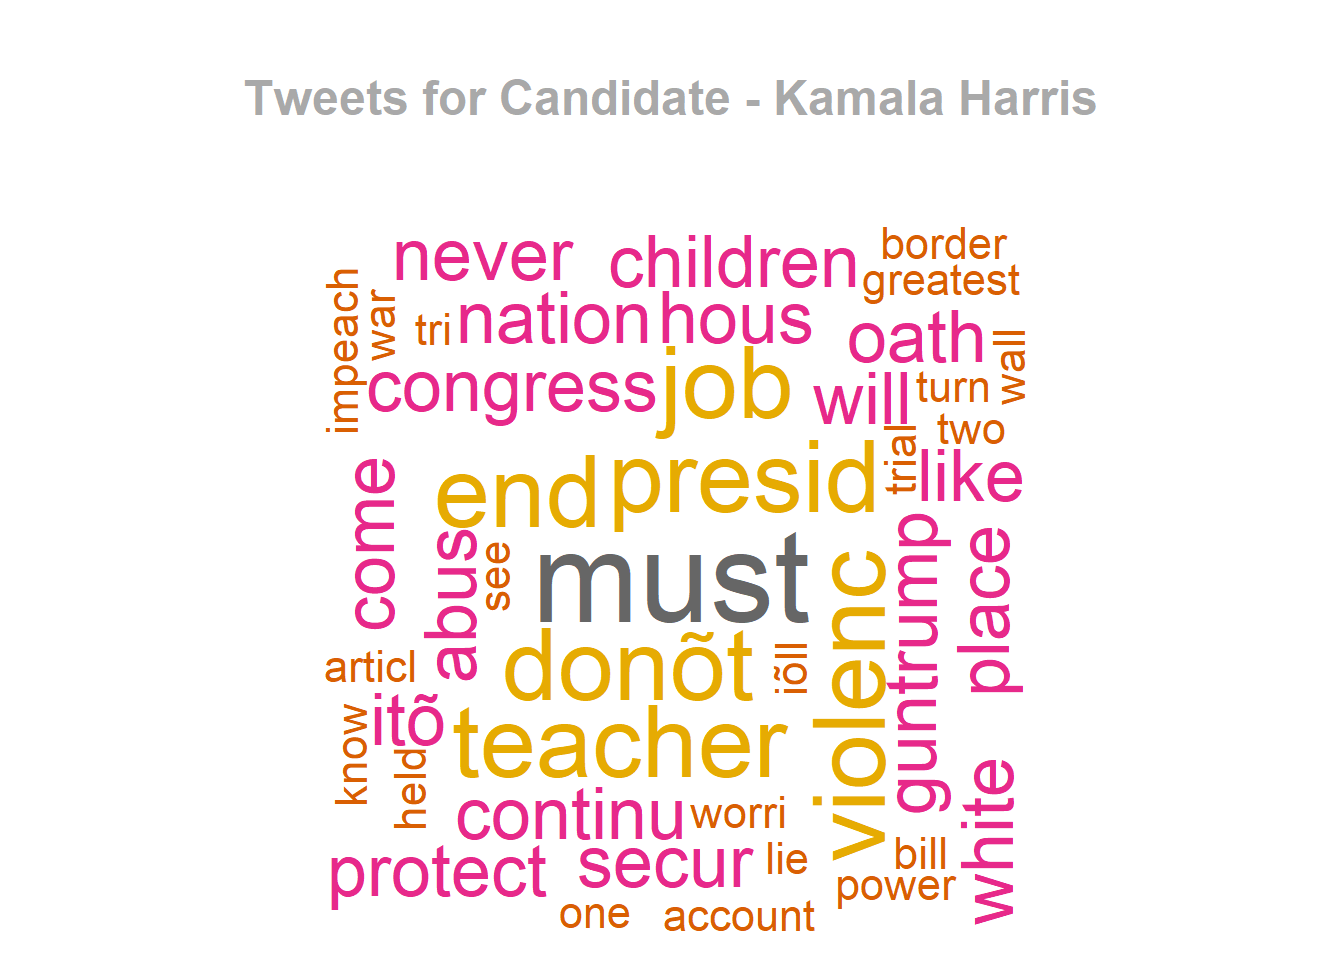 Tweets for Candidate - Kamala Harris
never
children
border
greatest
impeach
war
tri
nation
hous
oath
wall
congress
job
will
turn
two
trial
like
come
end
presid
abus
see
must
violenc
gun
trump
place
articl
donõt
iõll
itõ
teacher
know
held
continu
worri
white
protect
secur
lie
bill
power
one
account